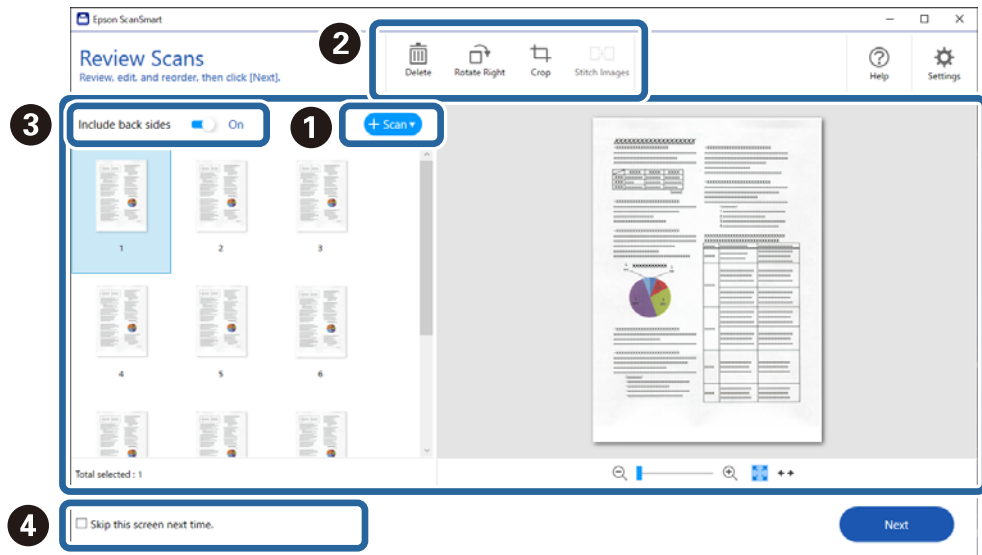 Epson ScanSmart
2
Review Scans
Review, edit, and reorder, then click [Next].
Delete
Rotate Right
Crop
Stitch Images
Help
Settings
3
Include back sides
On
1
+ Scan
1
2
3
4
5
6
Total selected : 1
4
Skip this screen next time.
Next